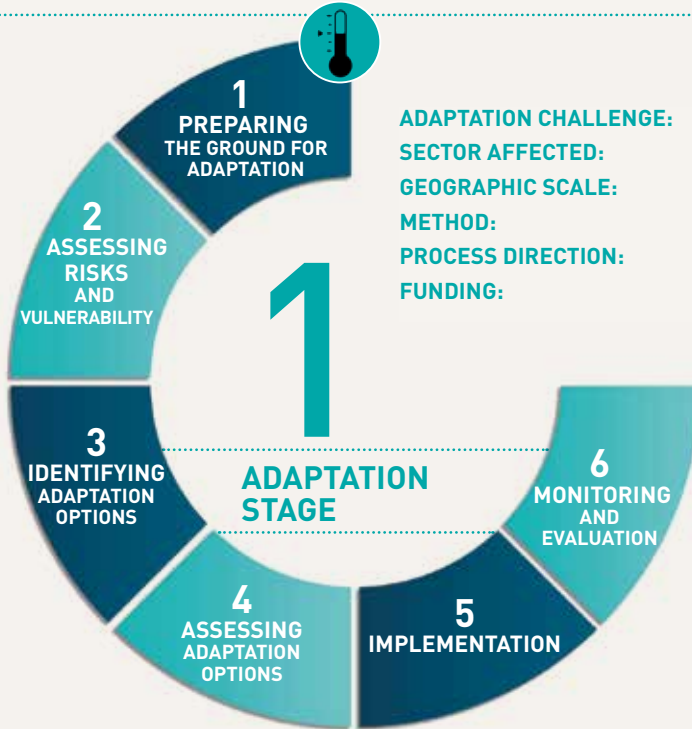 1
PREPARING
THE GROUND FOR
ADAPTATION
ADAPTATION CHALLENGE:
SECTOR AFFECTED:
GEOGRAPHIC SCALE:
METHOD:
PROCESS DIRECTION:
FUNDING:
2
ASSESSING
RISKS
AND
VULNERABILITY
1
ADAPTATION
STAGE
3
IDENTIFYING
ADAPTATION
OPTIONS
4
ASSESSING
ADAPTATION
OPTIONS
5
IMPLEMENTATION
6
MONITORING
AND
EVALUATION